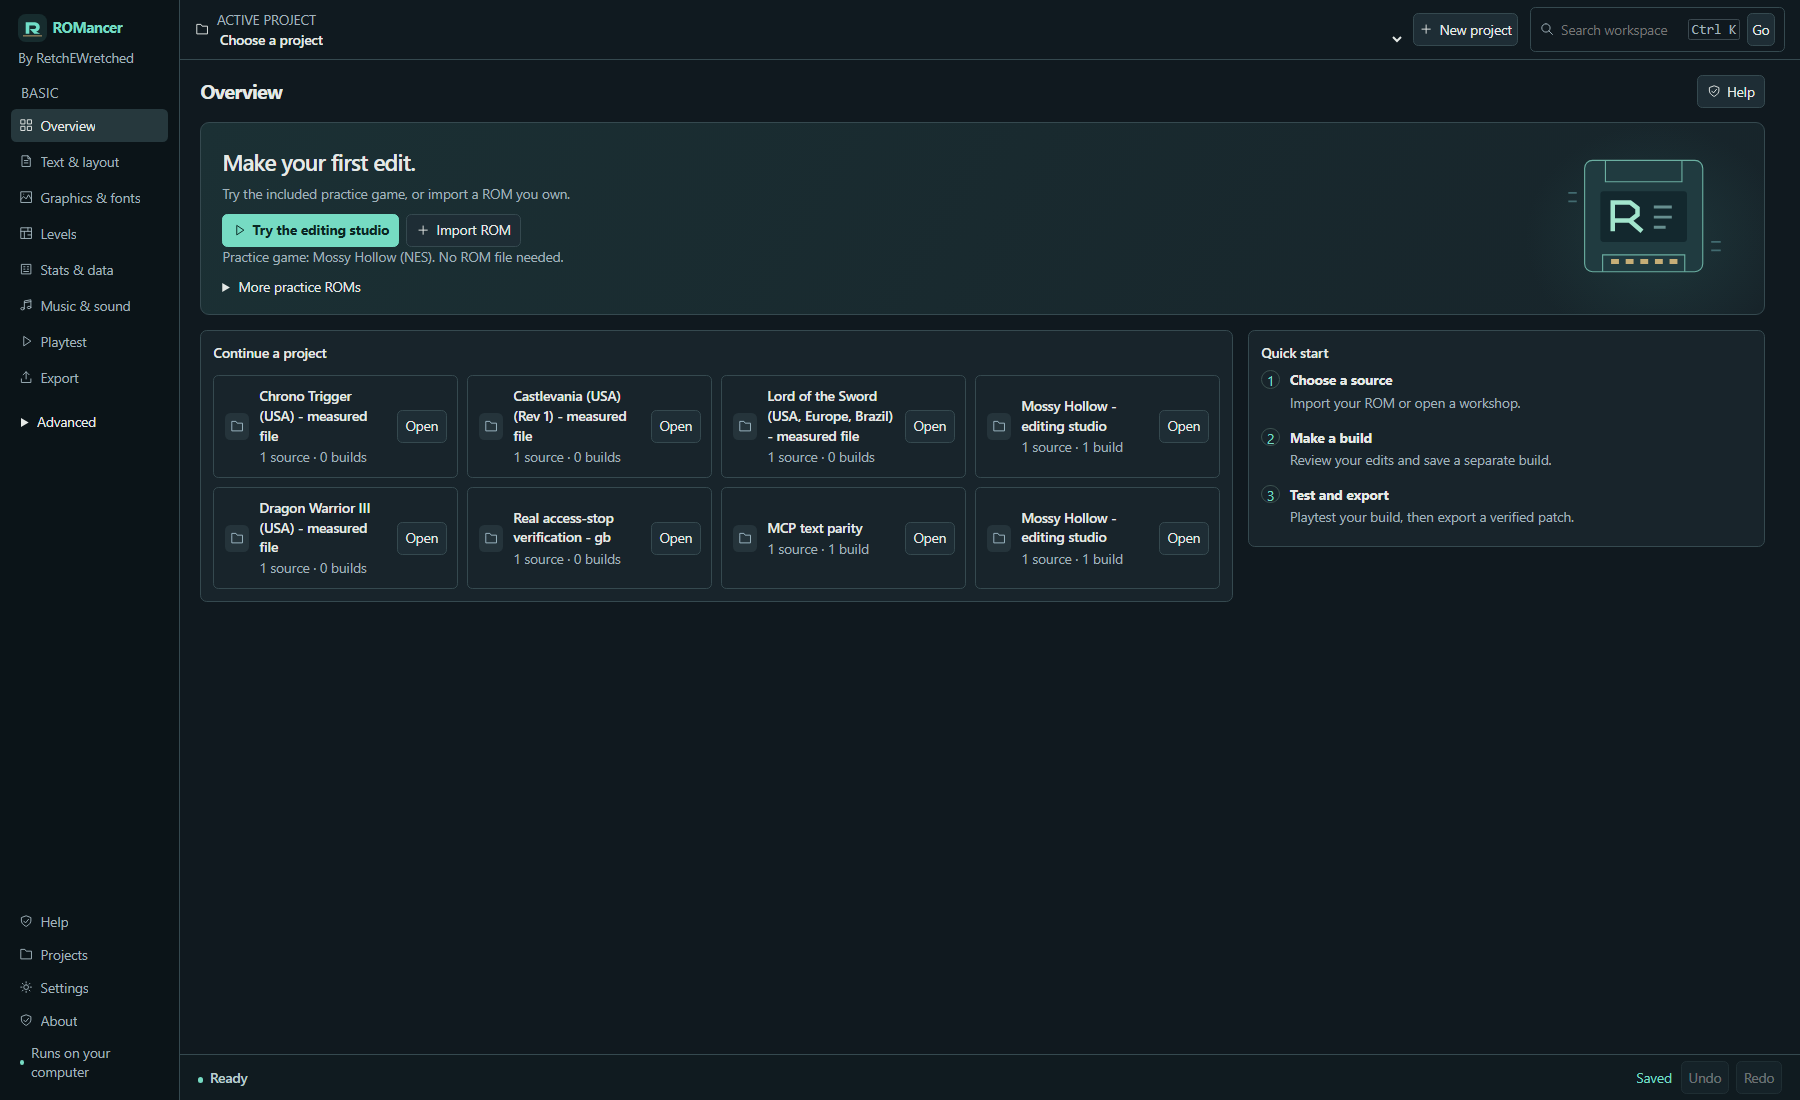 ROMancer
By RetchEWretched
BASIC
Overview
Text & layout
Graphics & fonts
Levels
Stats & data
Music & sound
Playtest
Export
Advanced
Help
Projects
Settings
About
Runs on your
computer
ACTIVE PROJECT
Choose a project
New project
Search workspace
Ctrl K
Go
Overview
Help
Make your first edit.
Try the included practice game, or import a ROM you own.
Try the editing studio
Import ROM
Practice game: Mossy Hollow (NES). No ROM file needed.
More practice ROMs
R
Continue a project
Chrono Trigger
(USA) - measured
file
1 source · 0 builds
Open
Castlevania (USA)
(Rev 1) - measured
file
1 source · 0 builds
Open
Lord of the Sword
(USA, Europe, Brazil)
- measured file
1 source · 0 builds
Open
Mossy Hollow -
editing studio
1 source · 1 build
Open
Dragon Warrior III
(USA) - measured
file
1 source · 0 builds
Open
Real access-stop
verification - gb
1 source · 0 builds
Open
MCP text parity
1 source · 1 build
Open
Mossy Hollow -
editing studio
1 source · 1 build
Open
Quick start
1 Choose a source
Import your ROM or open a workshop.
2 Make a build
Review your edits and save a separate build.
3 Test and export
Playtest your build, then export a verified patch.
Ready
Saved
Undo
Redo